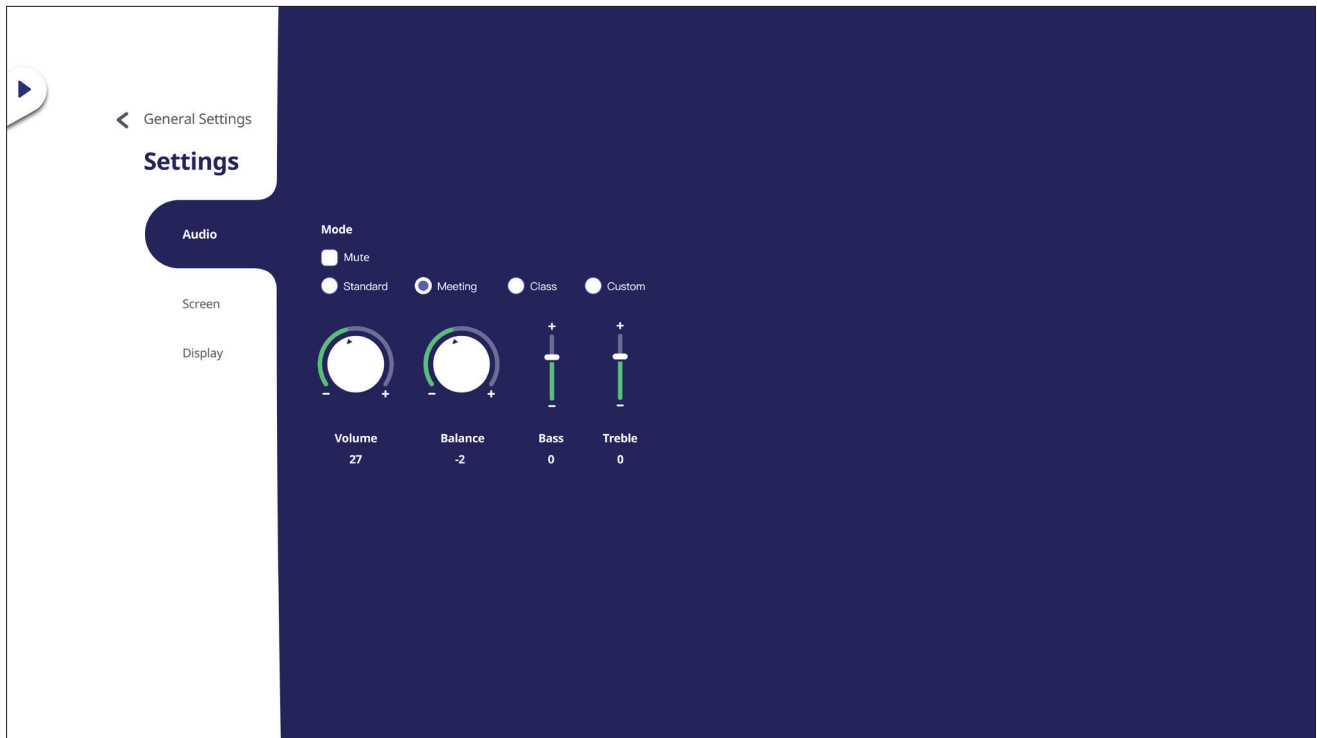 General Settings
Settings
Audio
Screen
Display
Mode
Mute
Standard Meeting Class Custom
+ +
- + - + - -
Volume Balance Bass Treble
27 -2 0 0